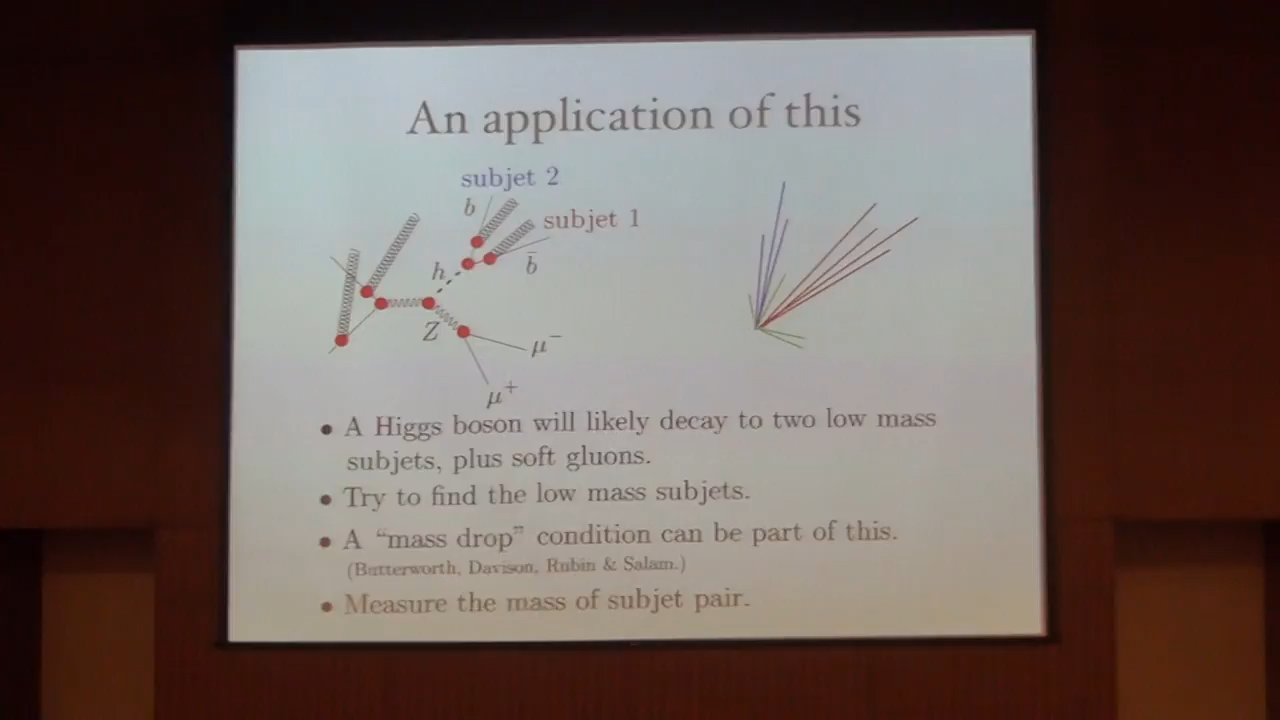 An application of this
subjet 2
b
subjet 1
b̄
h
Z
μ⁻
μ⁺
• A Higgs boson will likely decay to two low mass
subjets, plus soft gluons.
• Try to find the low mass subjets.
• A “mass drop” condition can be part of this.
(Butterworth, Davison, Rubin & Salam.)
• Measure the mass of subjet pair.